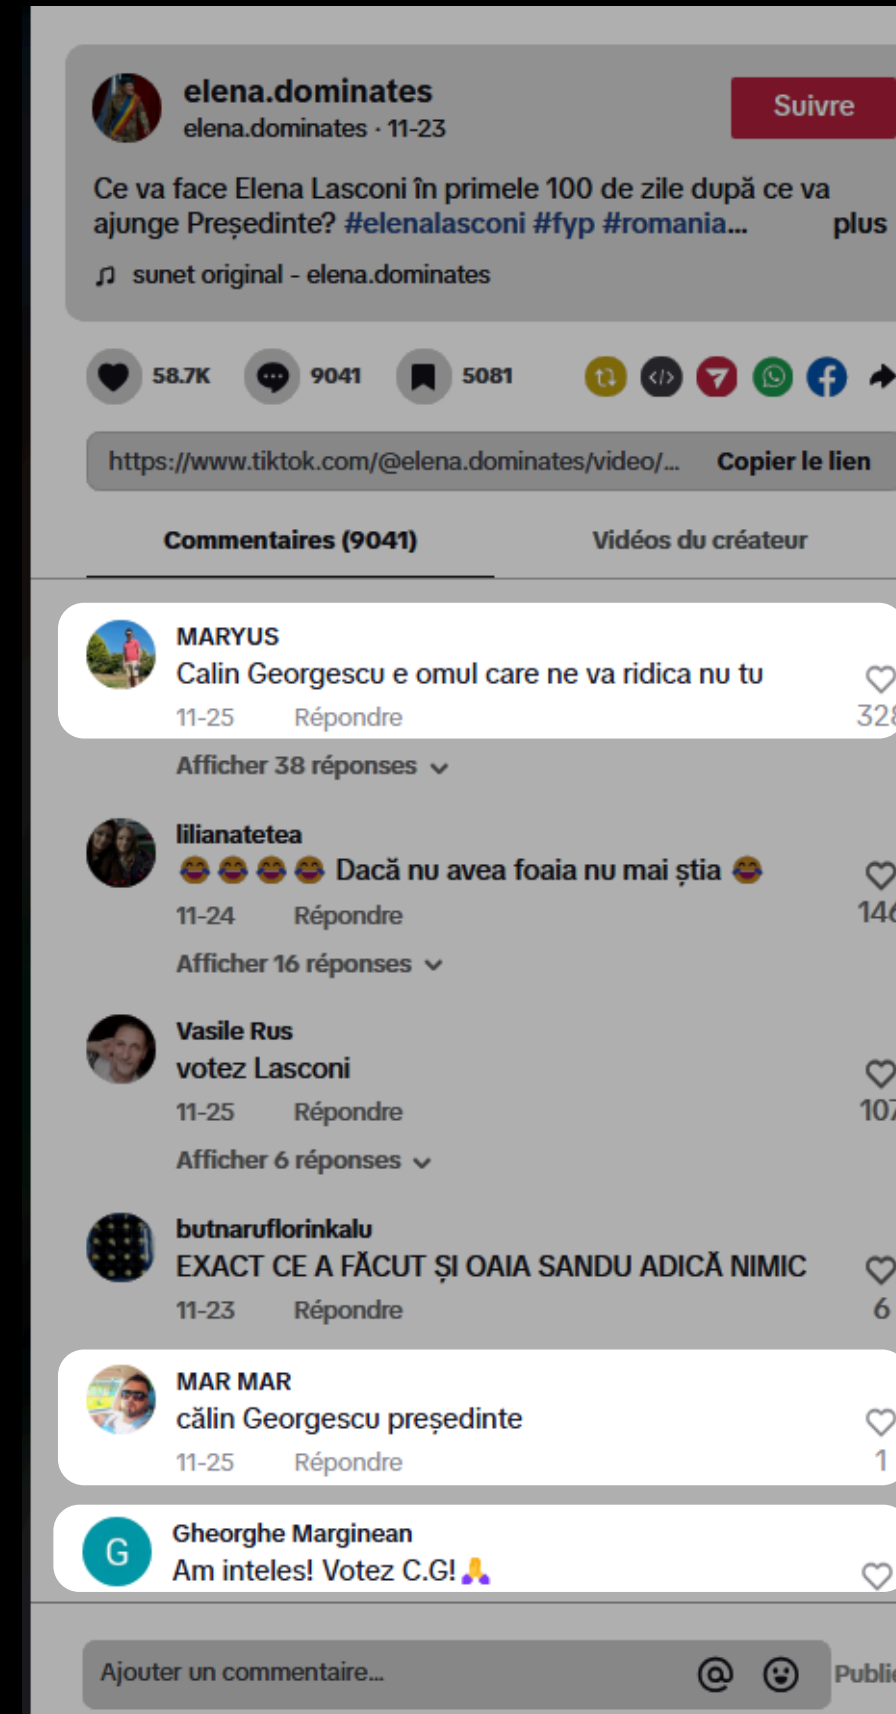 elena.dominates
elena.dominates · 11-23
Suivre
Ce va face Elena Lasconi în primele 100 de zile după ce va
ajunge Președinte? #elenalasconi #fyp #romania... plus
sunet original - elena.dominates
58.7K 9041 5081
https://www.tiktok.com/@elena.dominates/video/... Copier le lien
Commentaires (9041) Vidéos du créateur
MARYUS
Calin Georgescu e omul care ne va ridica nu tu
11-25 Répondre 328
Afficher 38 réponses
lilianatetea
😂😂😂😂 Dacă nu avea foaia nu mai știa 😂
11-24 Répondre 146
Afficher 16 réponses
Vasile Rus
votez Lasconi
11-25 Répondre 107
Afficher 6 réponses
butnaruflorinkalu
EXACT CE A FĂCUT ȘI OAIA SANDU ADICĂ NIMIC
11-23 Répondre 6
MAR MAR
călin Georgescu președinte
11-25 Répondre 1
G
Gheorghe Marginean
Am inteles! Votez C.G!🙏
Ajouter un commentaire... @ Publie